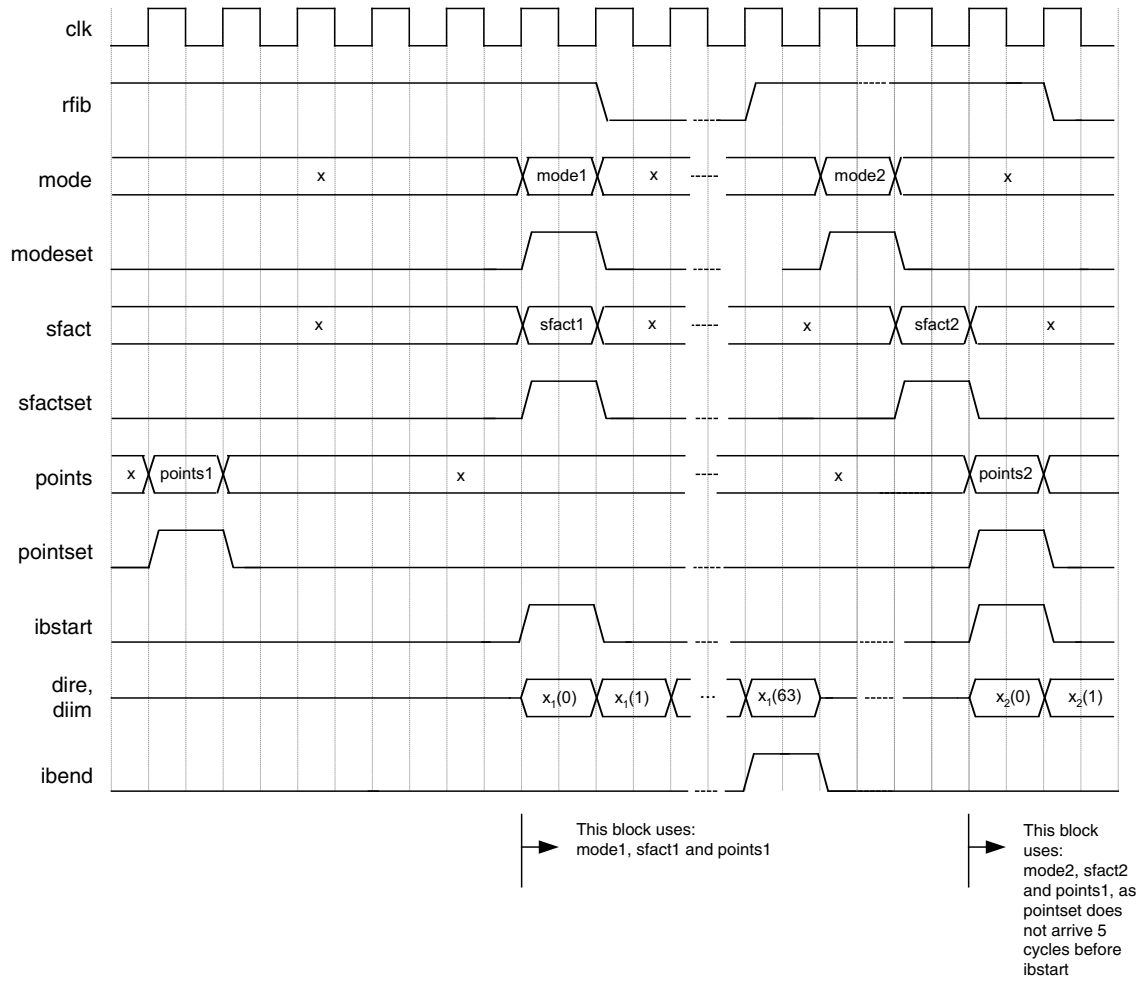 clk
rfib
mode x mode1 x mode2 x
modeset
sfact x sfact1 x x sfact2 x
sfactset
points x points1 x x points2
pointset
ibstart
dire,
diim x₁(0) x₁(1) ... x₁(63) x₂(0) x₂(1)
ibend
This block uses:
mode1, sfact1 and points1
This
block
uses:
mode2, sfact2
and points1, as
pointset does
not arrive 5
cycles before
ibstart